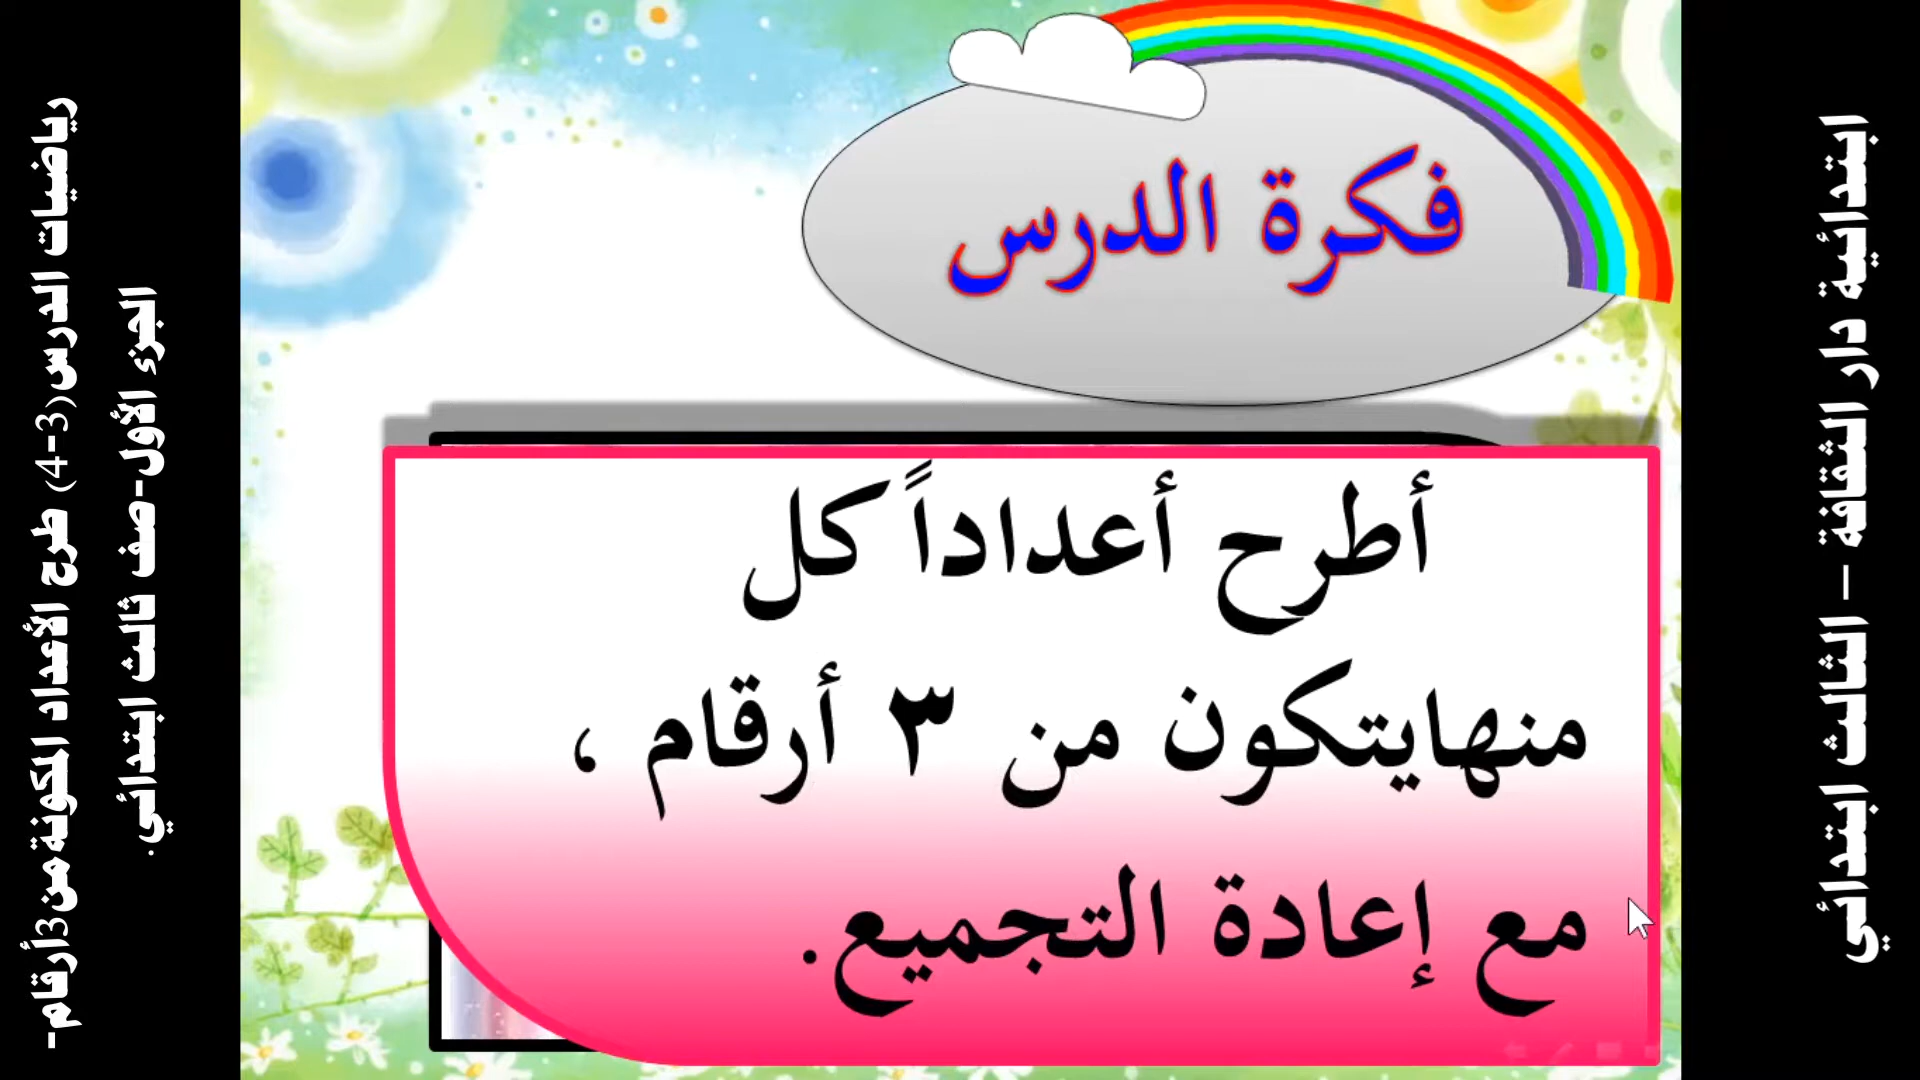 فكرة الدرس
أطرح أعداداً كل
منهايتكون من ٣ أرقام ،
مع إعادة التجميع.
ابتدائية دار الثقافة – الثالث ابتدائي
رياضيات الدرس(3-4) طرح الأعداد المكونة من3أرقام-
الجزء الأول-صف ثالث ابتدائي.